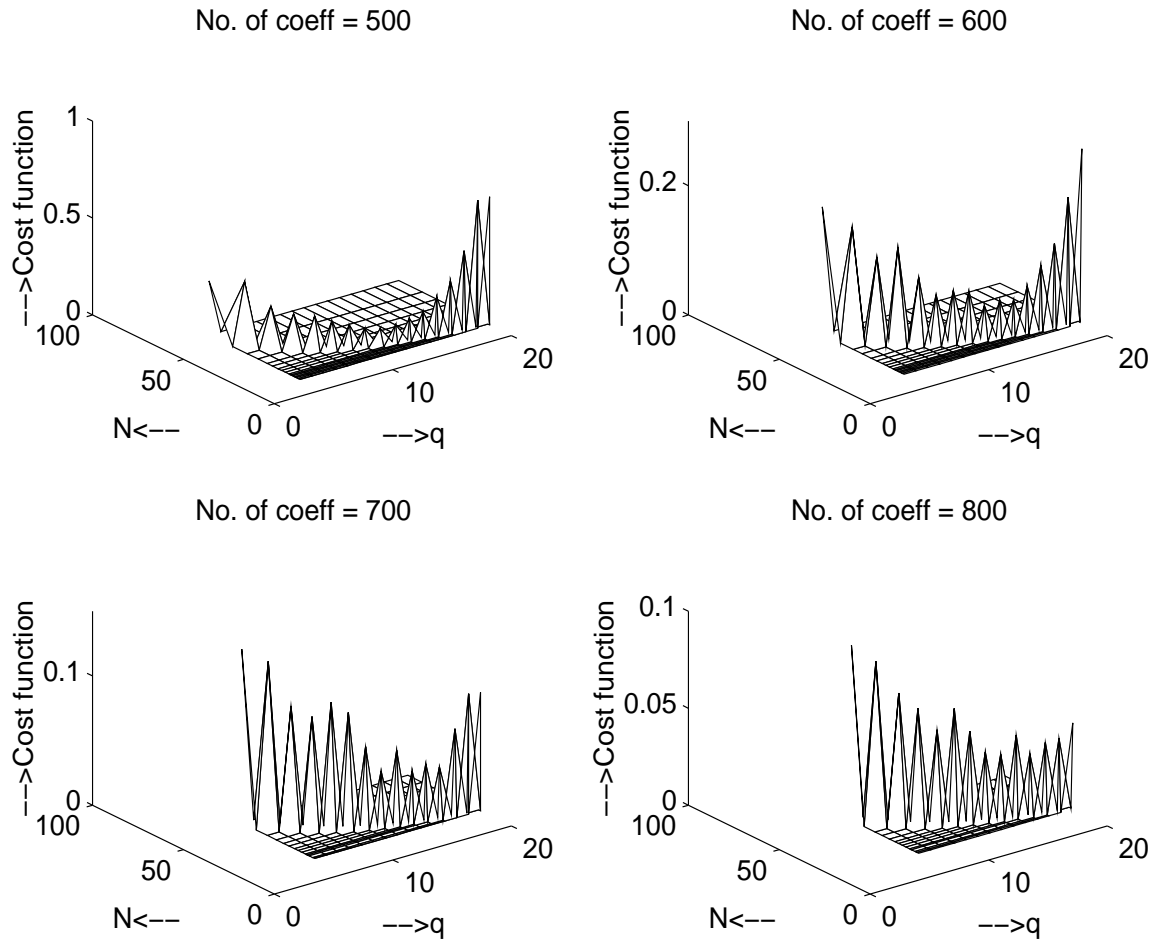 No. of coeff = 500
1
0.5
0
100
50
0
0
10
20
−−>Cost function
N<−−
−−>q
No. of coeff = 600
0.2
0
100
50
0
0
10
20
−−>Cost function
N<−−
−−>q
No. of coeff = 700
0.1
0
100
50
0
0
10
20
−−>Cost function
N<−−
−−>q
No. of coeff = 800
0.1
0.05
0
100
50
0
0
10
20
−−>Cost function
N<−−
−−>q